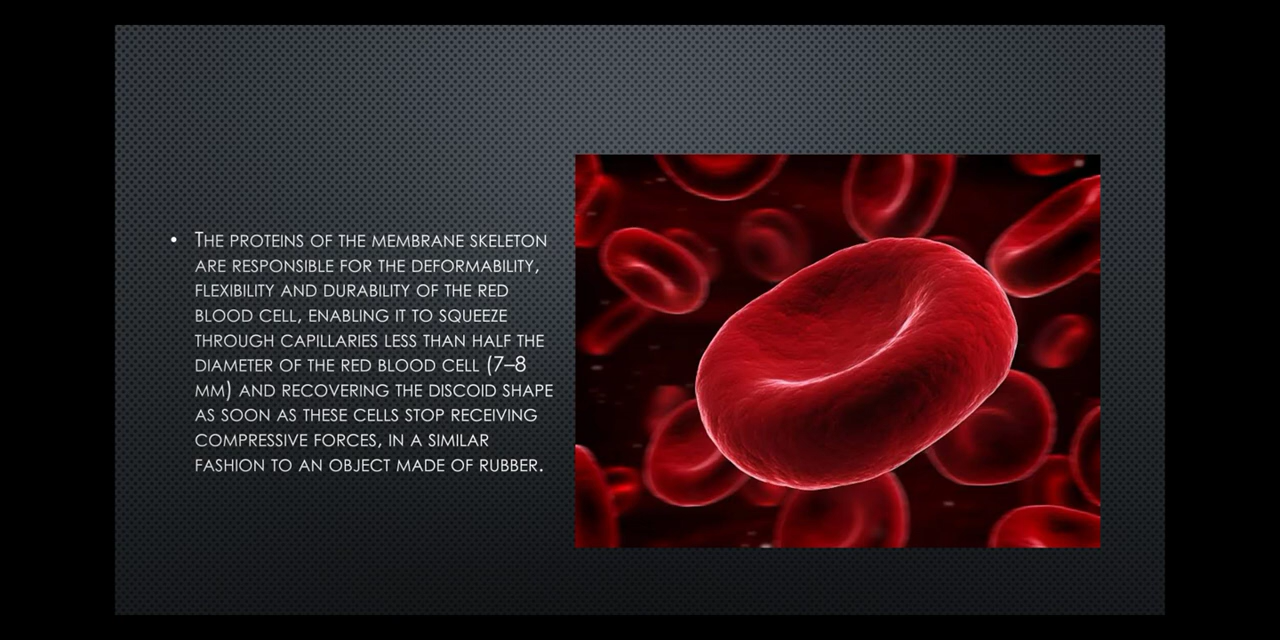 • The proteins of the membrane skeleton
are responsible for the deformability,
flexibility and durability of the red
blood cell, enabling it to squeeze
through capillaries less than half the
diameter of the red blood cell (7–8
mm) and recovering the discoid shape
as soon as these cells stop receiving
compressive forces, in a similar
fashion to an object made of rubber.